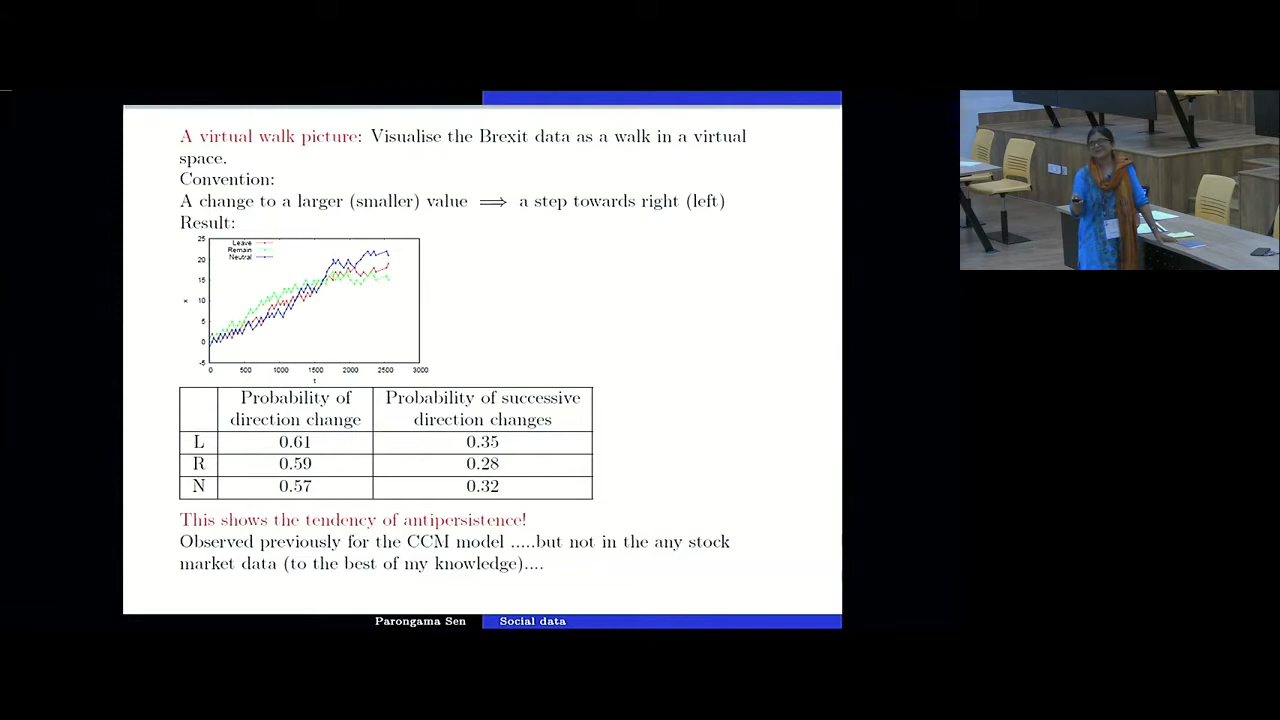 A virtual walk picture: Visualise the Brexit data as a walk in a virtual
space.
Convention:
A change to a larger (smaller) value ⟹ a step towards right (left)
Result:
25
20
15
10
5
0
-5
x
Leave
Remain
Neutral
0 500 1000 1500 2000 2500 3000
t
Probability of direction change
Probability of successive direction changes
L 0.61 0.35
R 0.59 0.28
N 0.57 0.32
This shows the tendency of antipersistence!
Observed previously for the CCM model .....but not in the any stock
market data (to the best of my knowledge)....
Parongama Sen Social data